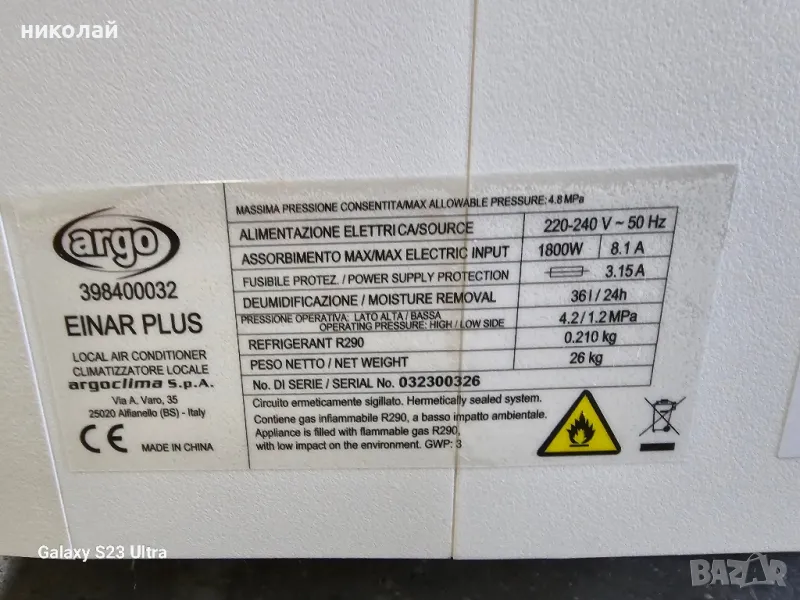 николай
argo
398400032
EINAR PLUS
LOCAL AIR CONDITIONER
CLIMATIZZATORE LOCALE
argoclima S.p.A.
Via A. Varo, 35
25020 Alfianello (BS) - Italy
CE MADE IN CHINA
MASSIMA PRESSIONE CONSENTITA/MAX ALLOWABLE PRESSURE: 4.8 MPa
ALIMENTAZIONE ELETTRICA/SOURCE 220-240 V ~ 50 Hz
ASSORBIMENTO MAX/MAX ELECTRIC INPUT 1800W 8.1 A
FUSIBILE PROTEZ. / POWER SUPPLY PROTECTION 3.15 A
DEUMIDIFICAZIONE / MOISTURE REMOVAL 36 l / 24h
PRESSIONE OPERATIVA: LATO ALTA / BASSA
OPERATING PRESSURE: HIGH / LOW SIDE 4.2 / 1.2 MPa
REFRIGERANT R290 0.210 kg
PESO NETTO / NET WEIGHT 26 kg
No. DI SERIE / SERIAL No. 032300326
Circuito ermeticamente sigillato. Hermetically sealed system.
Contiene gas infiammabile R290, a basso impatto ambientale.
Appliance is filled with flammable gas R290,
with low impact on the environment. GWP: 3
Galaxy S23 Ultra
BAZAR